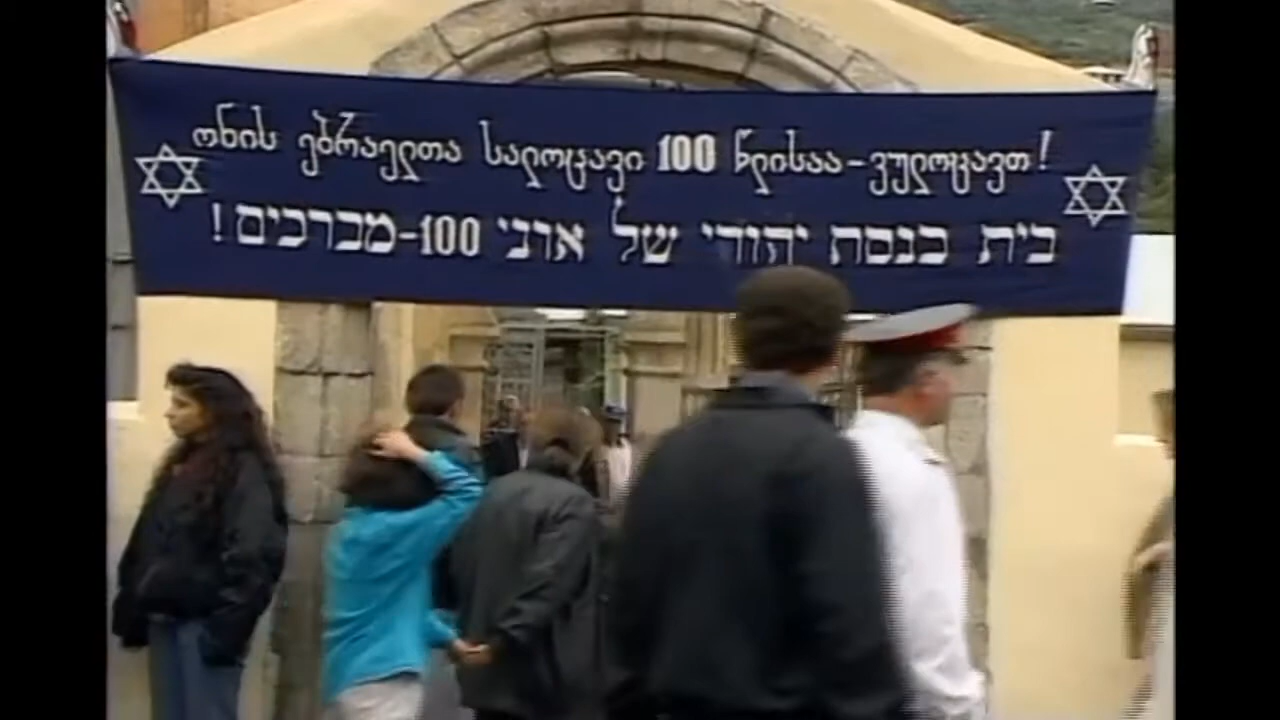 ონის ებრაელთა სალოცავი 100 წლისაა-ვულოცავთ!
בית כנסת יהודי של אוני 100-מברכים!